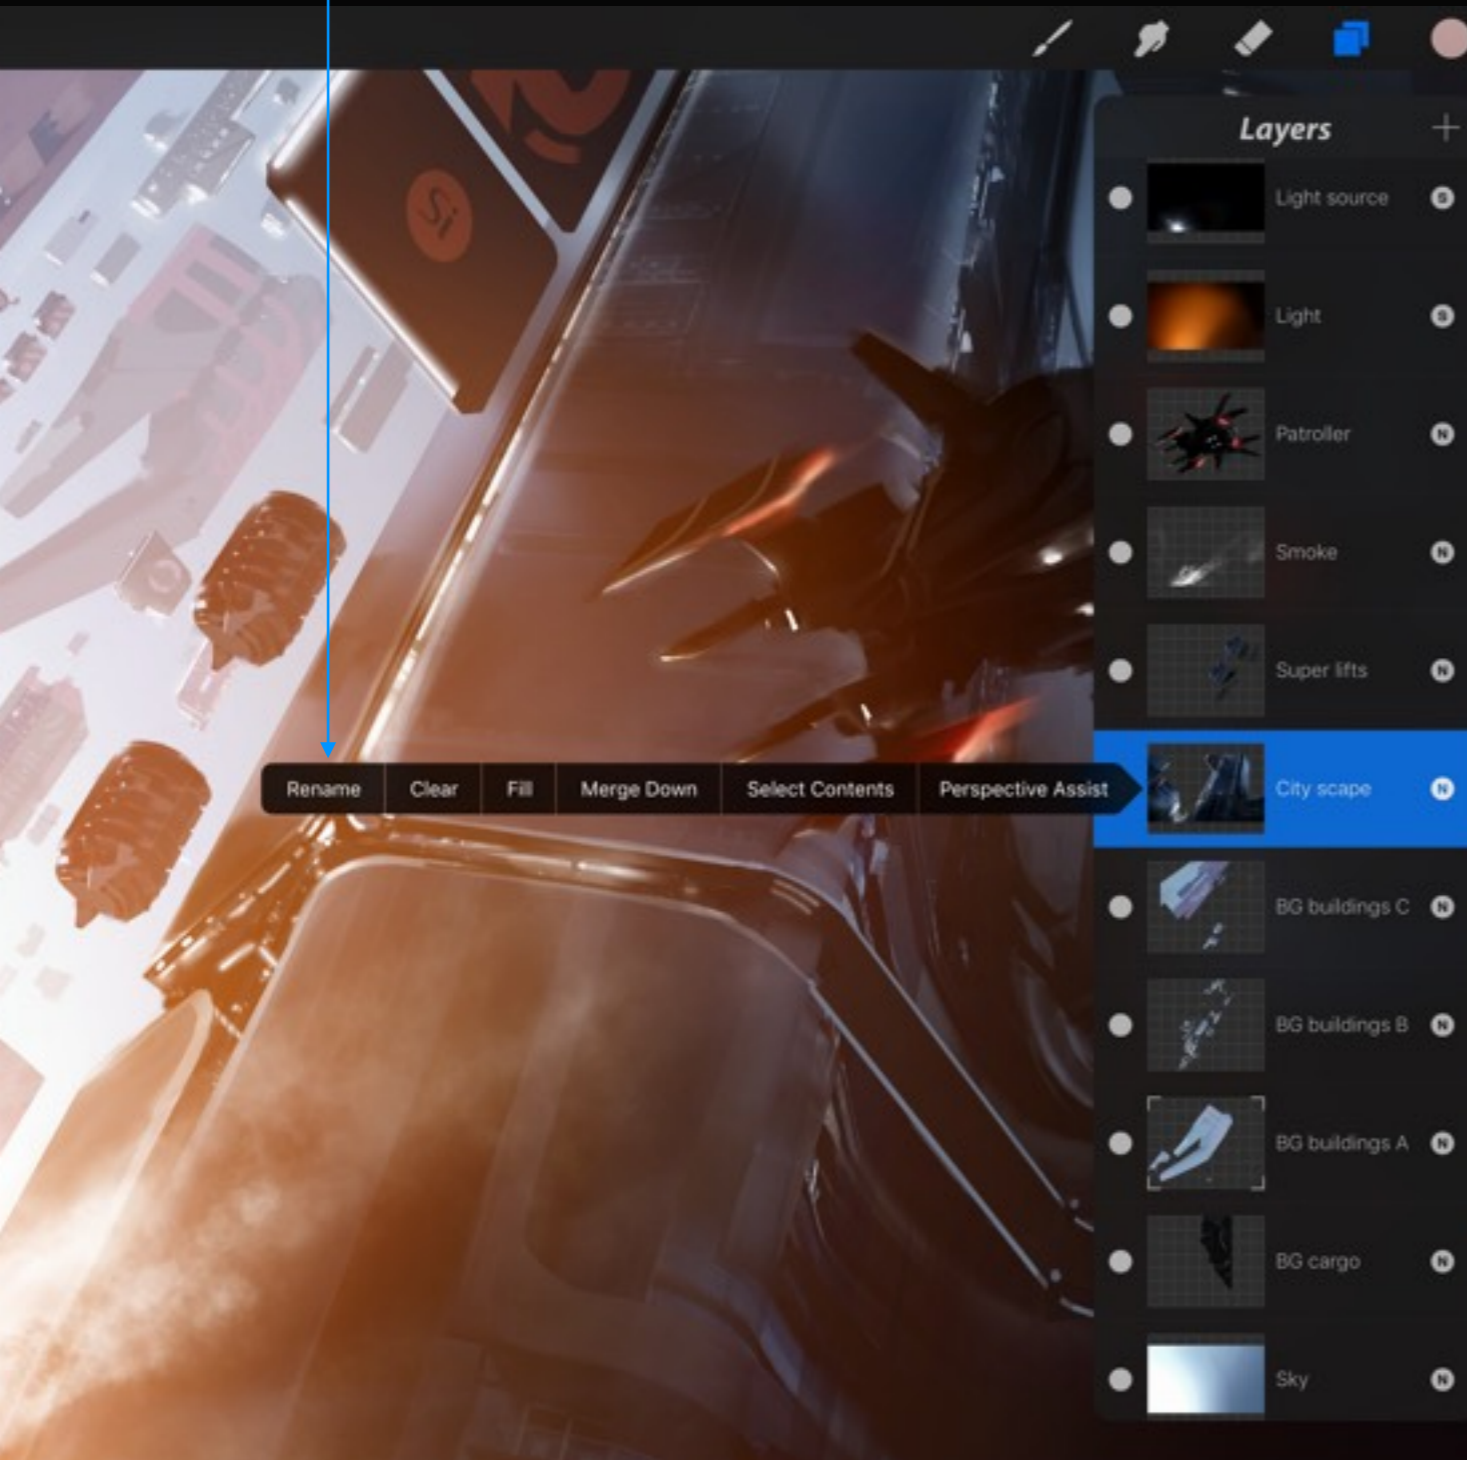 Layers
Light source S
Light S
Patroller N
Smoke N
Super lifts N
Rename Clear Fill Merge Down Select Contents Perspective Assist
City scape N
BG buildings C N
BG buildings B N
BG buildings A N
BG cargo N
Sky N
Si